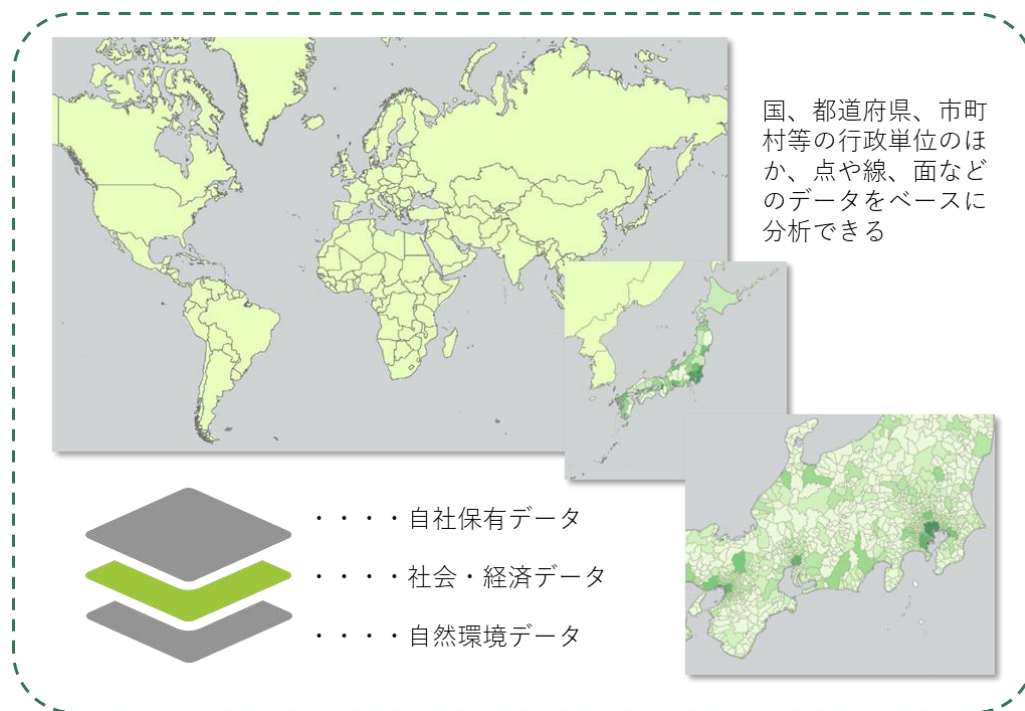 国、都道府県、市町
村等の行政単位のほ
か、点や線、面など
のデータをベースに
分析できる
・・・・自社保有データ
・・・・社会・経済データ
・・・・自然環境データ